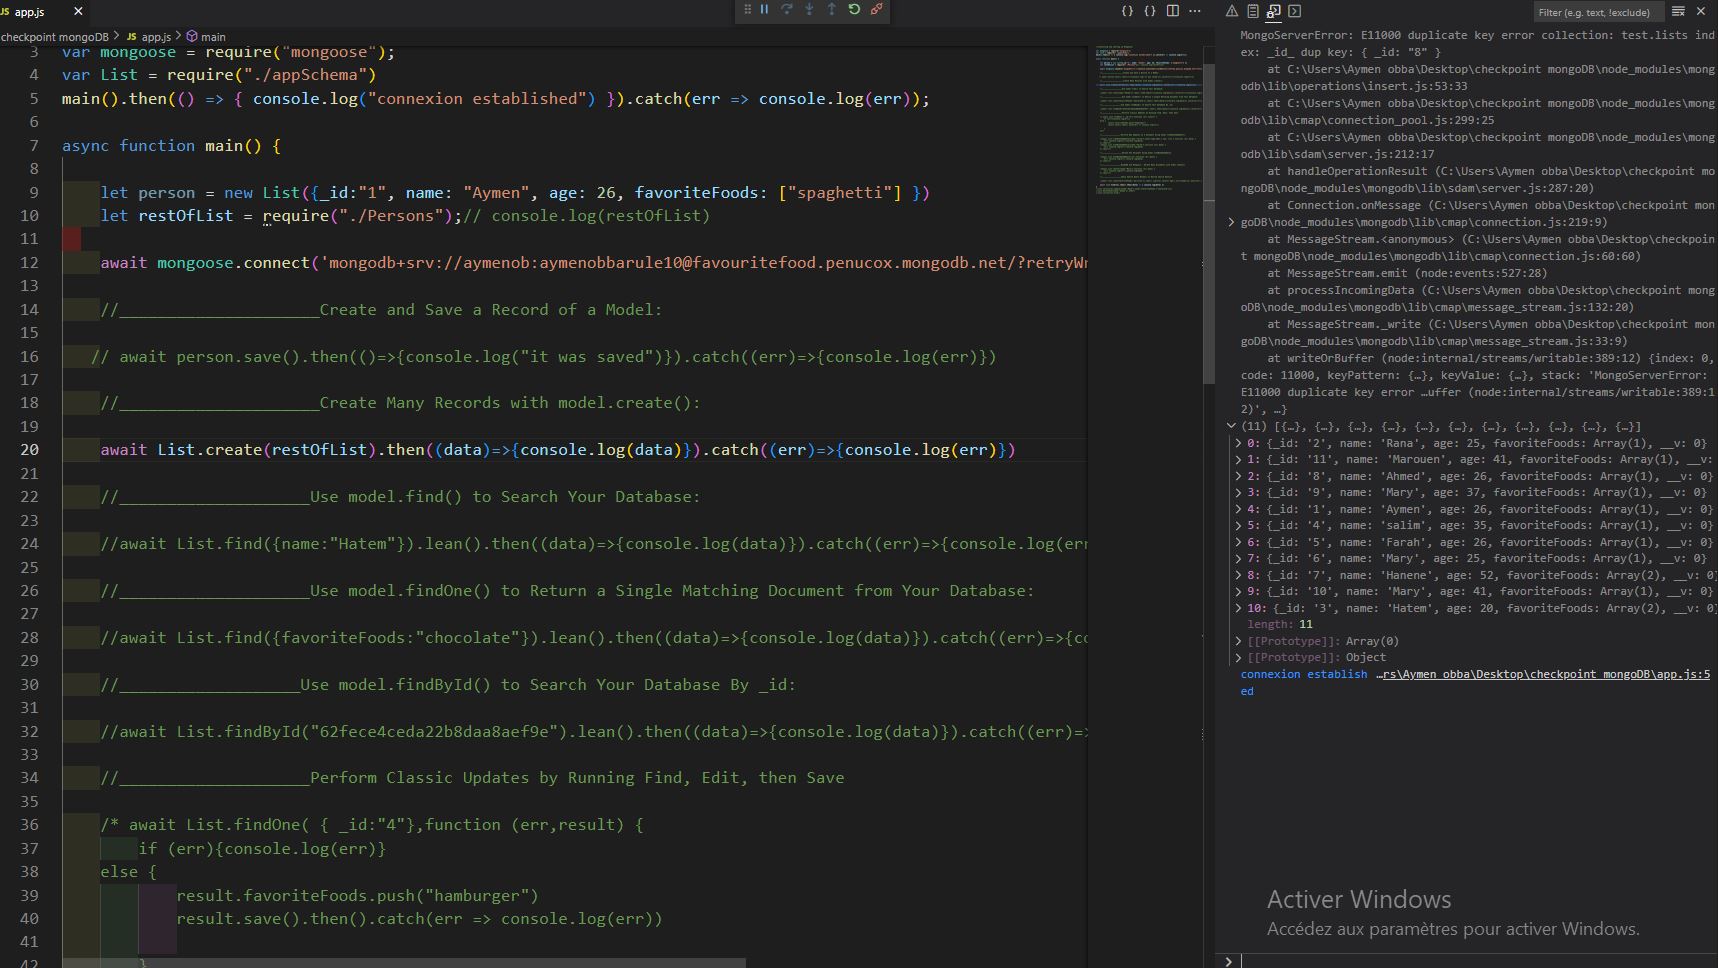 JS app.js ×
Filter (e.g. text, !exclude)
checkpoint mongoDB > JS app.js > main
3 var mongoose = require("mongoose");
4 var List = require("./appSchema")
5 main().then(() => { console.log("connexion established") }).catch(err => console.log(err));
6
7 async function main() {
8
9 let person = new List({_id:"1", name: "Aymen", age: 26, favoriteFoods: ["spaghetti"] })
10 let restOfList = require("./Persons");// console.log(restOfList)
11
12 await mongoose.connect('mongodb+srv://aymenob:aymenobbarule10@favouritefood.penucox.mongodb.net/?retryWr
13
14 //_____________________Create and Save a Record of a Model:
15
16 // await person.save().then(()=>{console.log("it was saved")}).catch((err)=>{console.log(err)})
17
18 //_____________________Create Many Records with model.create():
19
20 await List.create(restOfList).then((data)=>{console.log(data)}).catch((err)=>{console.log(err)})
21
22 //____________________Use model.find() to Search Your Database:
23
24 //await List.find({name:"Hatem"}).lean().then((data)=>{console.log(data)}).catch((err)=>{console.log(err
25
26 //____________________Use model.findOne() to Return a Single Matching Document from Your Database:
27
28 //await List.find({favoriteFoods:"chocolate"}).lean().then((data)=>{console.log(data)}).catch((err)=>{co
29
30 //___________________Use model.findById() to Search Your Database By _id:
31
32 //await List.findById("62fece4ceda22b8daa8aef9e").lean().then((data)=>{console.log(data)}).catch((err)=>
33
34 //____________________Perform Classic Updates by Running Find, Edit, then Save
35
36 /* await List.findOne( { _id:"4"},function (err,result) {
37 if (err){console.log(err)}
38 else {
39 result.favoriteFoods.push("hamburger")
40 result.save().then().catch(err => console.log(err))
41
42 }
MongoServerError: E11000 duplicate key error collection: test.lists ind
ex: _id_ dup key: { _id: "8" }
at C:\Users\Aymen obba\Desktop\checkpoint mongoDB\node_modules\mong
odb\lib\operations\insert.js:53:33
at C:\Users\Aymen obba\Desktop\checkpoint mongoDB\node_modules\mong
odb\lib\cmap\connection_pool.js:299:25
at C:\Users\Aymen obba\Desktop\checkpoint mongoDB\node_modules\mong
odb\lib\sdam\server.js:212:17
at handleOperationResult (C:\Users\Aymen obba\Desktop\checkpoint mo
ngoDB\node_modules\mongodb\lib\sdam\server.js:287:20)
at Connection.onMessage (C:\Users\Aymen obba\Desktop\checkpoint mon
goDB\node_modules\mongodb\lib\cmap\connection.js:219:9)
at MessageStream.<anonymous> (C:\Users\Aymen obba\Desktop\checkpoin
t mongoDB\node_modules\mongodb\lib\cmap\connection.js:60:60)
at MessageStream.emit (node:events:527:28)
at processIncomingData (C:\Users\Aymen obba\Desktop\checkpoint mong
oDB\node_modules\mongodb\lib\cmap\message_stream.js:132:20)
at MessageStream._write (C:\Users\Aymen obba\Desktop\checkpoint mon
goDB\node_modules\mongodb\lib\cmap\message_stream.js:33:9)
at writeOrBuffer (node:internal/streams/writable:389:12) {index: 0,
code: 11000, keyPattern: {…}, keyValue: {…}, stack: 'MongoServerError:
E11000 duplicate key error …uffer (node:internal/streams/writable:389:1
2)', …}
(11) [{…}, {…}, {…}, {…}, {…}, {…}, {…}, {…}, {…}, {…}, {…}]
0: {_id: '2', name: 'Rana', age: 25, favoriteFoods: Array(1), __v: 0}
1: {_id: '11', name: 'Marouen', age: 41, favoriteFoods: Array(1), __v:
2: {_id: '8', name: 'Ahmed', age: 26, favoriteFoods: Array(1), __v: 0}
3: {_id: '9', name: 'Mary', age: 37, favoriteFoods: Array(1), __v: 0}
4: {_id: '1', name: 'Aymen', age: 26, favoriteFoods: Array(1), __v: 0}
5: {_id: '4', name: 'salim', age: 35, favoriteFoods: Array(1), __v: 0}
6: {_id: '5', name: 'Farah', age: 26, favoriteFoods: Array(1), __v: 0}
7: {_id: '6', name: 'Mary', age: 25, favoriteFoods: Array(1), __v: 0}
8: {_id: '7', name: 'Hanene', age: 52, favoriteFoods: Array(2), __v: 0}
9: {_id: '10', name: 'Mary', age: 41, favoriteFoods: Array(1), __v: 0}
10: {_id: '3', name: 'Hatem', age: 20, favoriteFoods: Array(2), __v: 0}
length: 11
[[Prototype]]: Array(0)
[[Prototype]]: Object
connexion establish …rs\Aymen obba\Desktop\checkpoint mongoDB\app.js:5
ed
Activer Windows
Accédez aux paramètres pour activer Windows.